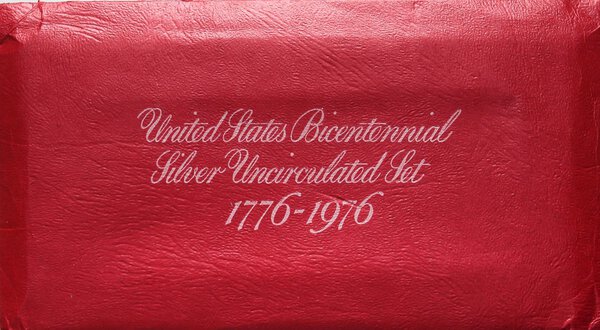 United States Bicentennial
Silver Uncirculated Set
1776-1976